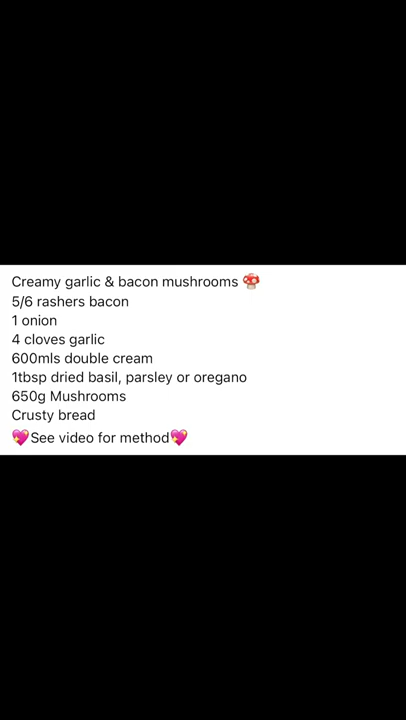 Creamy garlic & bacon mushrooms 🍄
5/6 rashers bacon
1 onion
4 cloves garlic
600mls double cream
1tbsp dried basil, parsley or oregano
650g Mushrooms
Crusty bread
💖See video for method💖